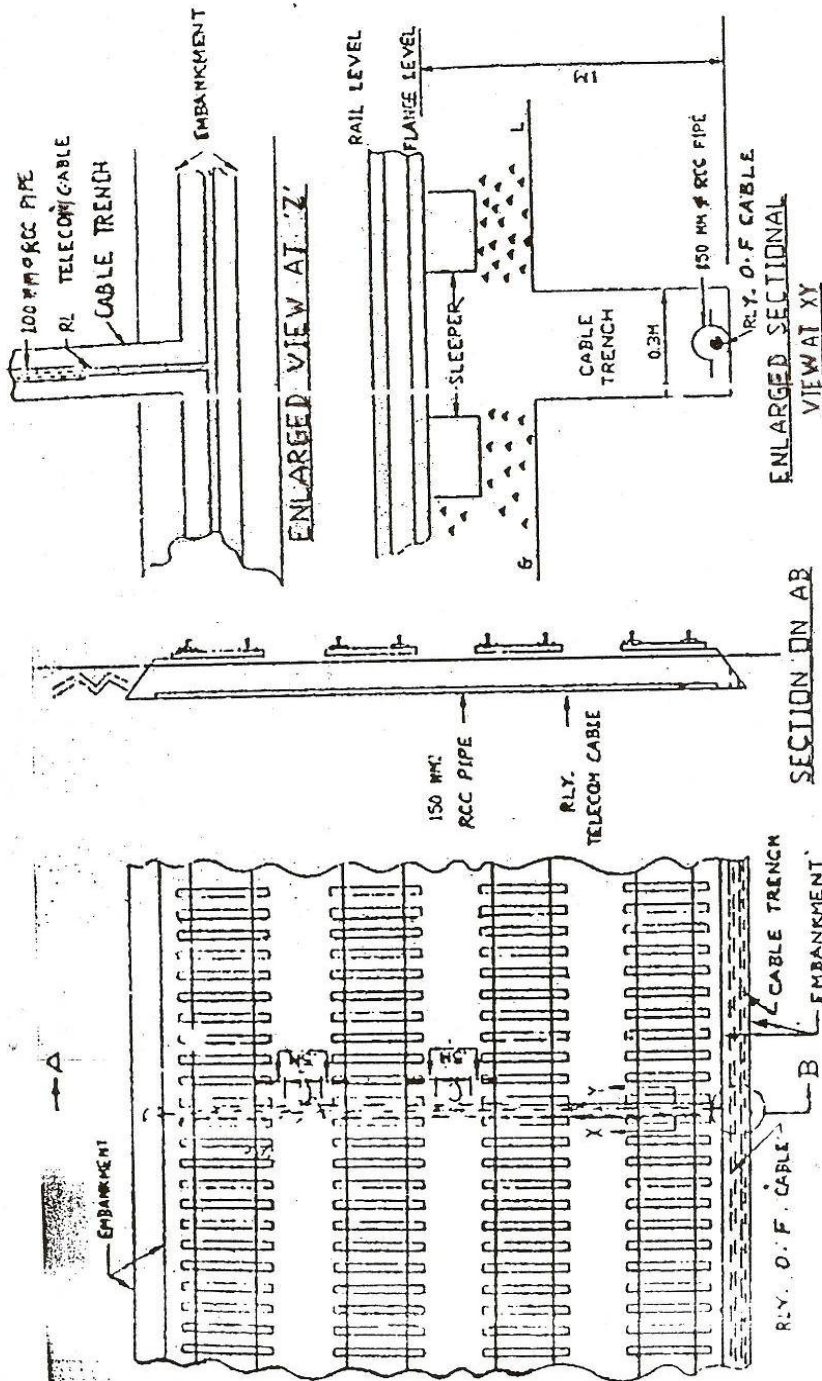 100 MM Φ RCC PIPE
RL TELECOM CABLE
CABLE TRENCH
EMBANKMENT
ENLARGED VIEW AT 'Z'
RAIL LEVEL
FLANGE LEVEL
SLEEPER
G
L
CABLE
TRENCH
0.3M
150 MM Φ RCC PIPE
RLY. O.F CABLE
ENLARGED SECTIONAL
VIEW AT XY
150 MM
RCC PIPE
RLY.
TELECOM CABLE
SECTION ON AB
A
EMBANKMENT
X
Y
CABLE TRENCH
EMBANKMENT
B
RLY. O.F. CABLE